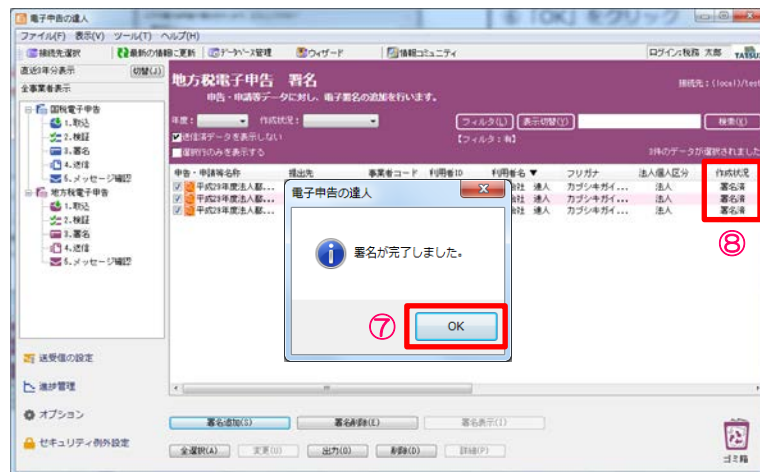 ⑥「OK」をクリック
電子申告の達人
ファイル(F) 表示(V) ツール(T) ヘルプ(H)
接続先選択 最新の情報に更新 データベース管理 ウィザード 情報コミュニティ ログイン:税務 太郎
直近3年分表示 切替(J)
全事業者表示
国税電子申告
1.取込
2.検証
3.署名
4.送信
5.メッセージ確認
地方税電子申告
1.取込
2.検証
3.署名
4.送信
5.メッセージ確認
送受信の設定
進捗管理
オプション
セキュリティ例外設定
地方税電子申告 署名
申告・申請等データに対し、電子署名の追加を行います。
接続先:(local)/test
年度: 作成状況: フィルタ(L) 表示切替(Y) 検索(K)
送信済データを表示しない 【フィルタ:無】
選択行のみを表示する 3件のデータが選択されました
申告・申請等名称 提出先 事業者コード 利用者ID 利用者名▼ フリガナ 法人個人区分 作成状況
平成29年度法人都... 社 達人 カブシキガイ... 法人 署名済
平成29年度法人都... 社 達人 カブシキガイ... 法人 署名済
平成29年度法人都... 社 達人 カブシキガイ... 法人 署名済
⑧
電子申告の達人
署名が完了しました。
⑦
OK
署名追加(S) 署名削除(E) 署名表示(I)
全選択(A) 変更(U) 出力(O) 削除(D) 詳細(P)
ゴミ箱